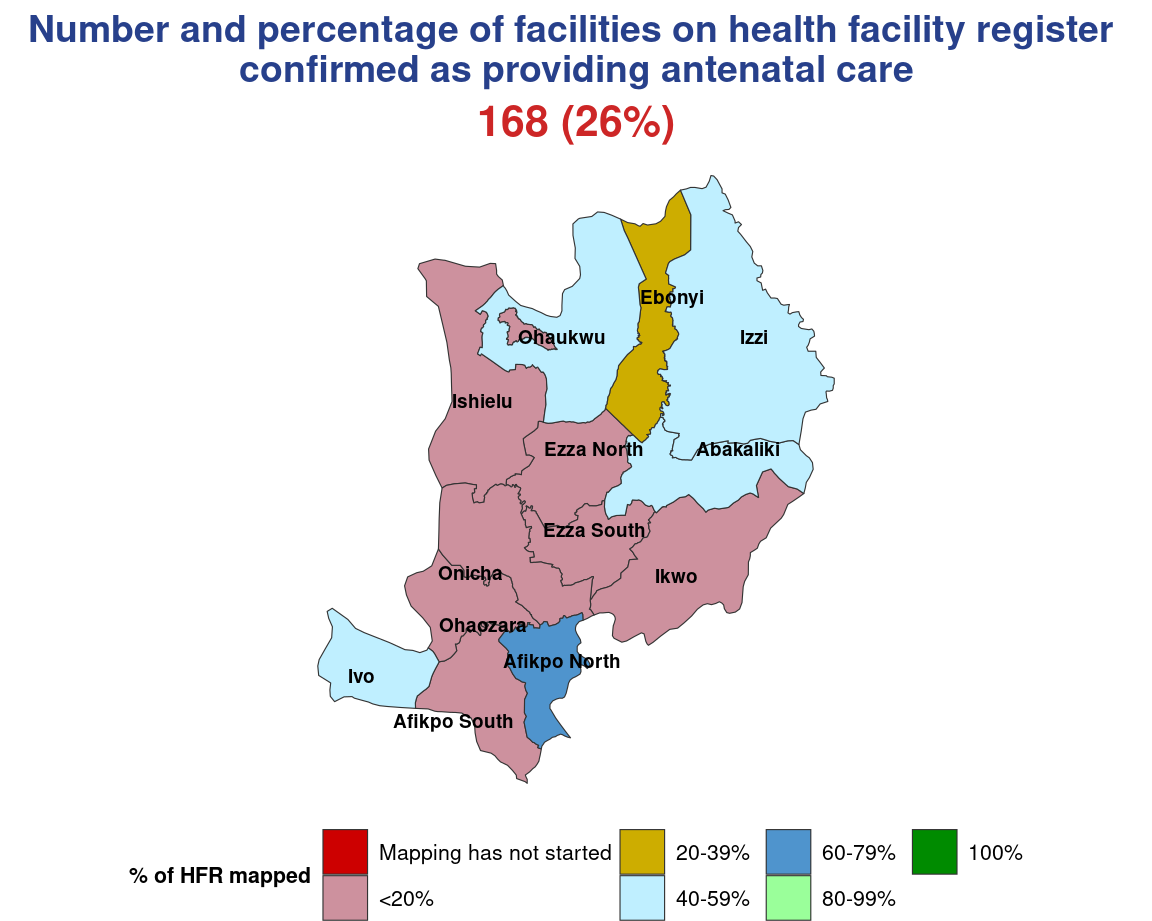 Number and percentage of facilities on health facility register
confirmed as providing antenatal care
168 (26%)
Ebonyi
Ohaukwu
Izzi
Ishielu
Ezza North
Abakaliki
Ezza South
Onicha
Ikwo
Ohaozara
Afikpo North
Ivo
Afikpo South
% of HFR mapped
Mapping has not started
<20%
20-39%
40-59%
60-79%
80-99%
100%